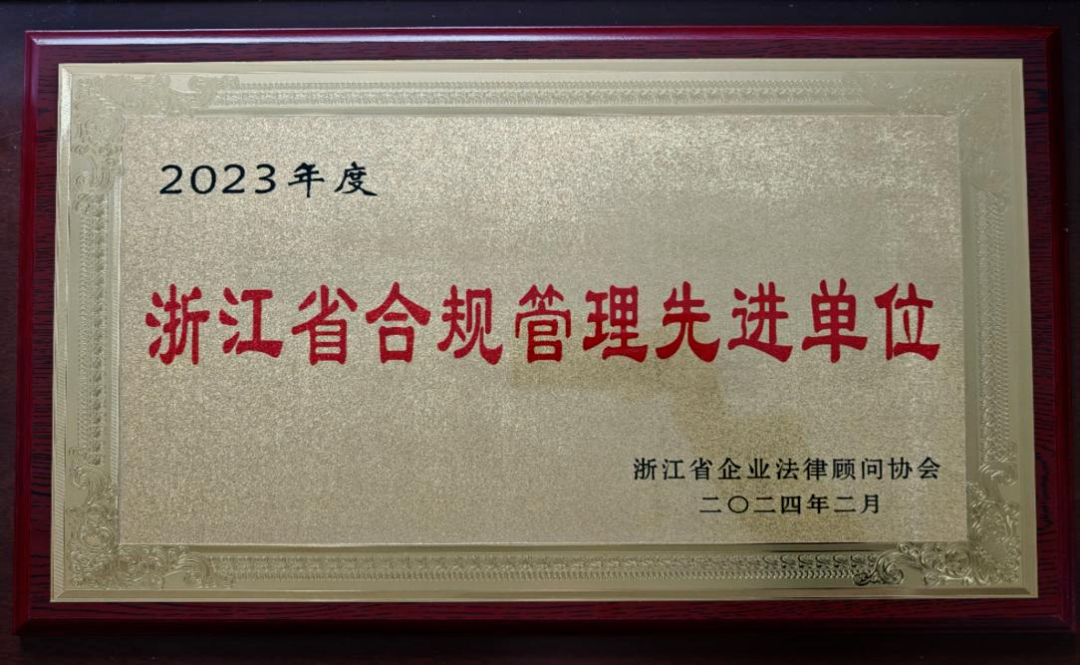 2023年度
浙江省合规管理先进单位
浙江省企业法律顾问协会
二〇二四年二月